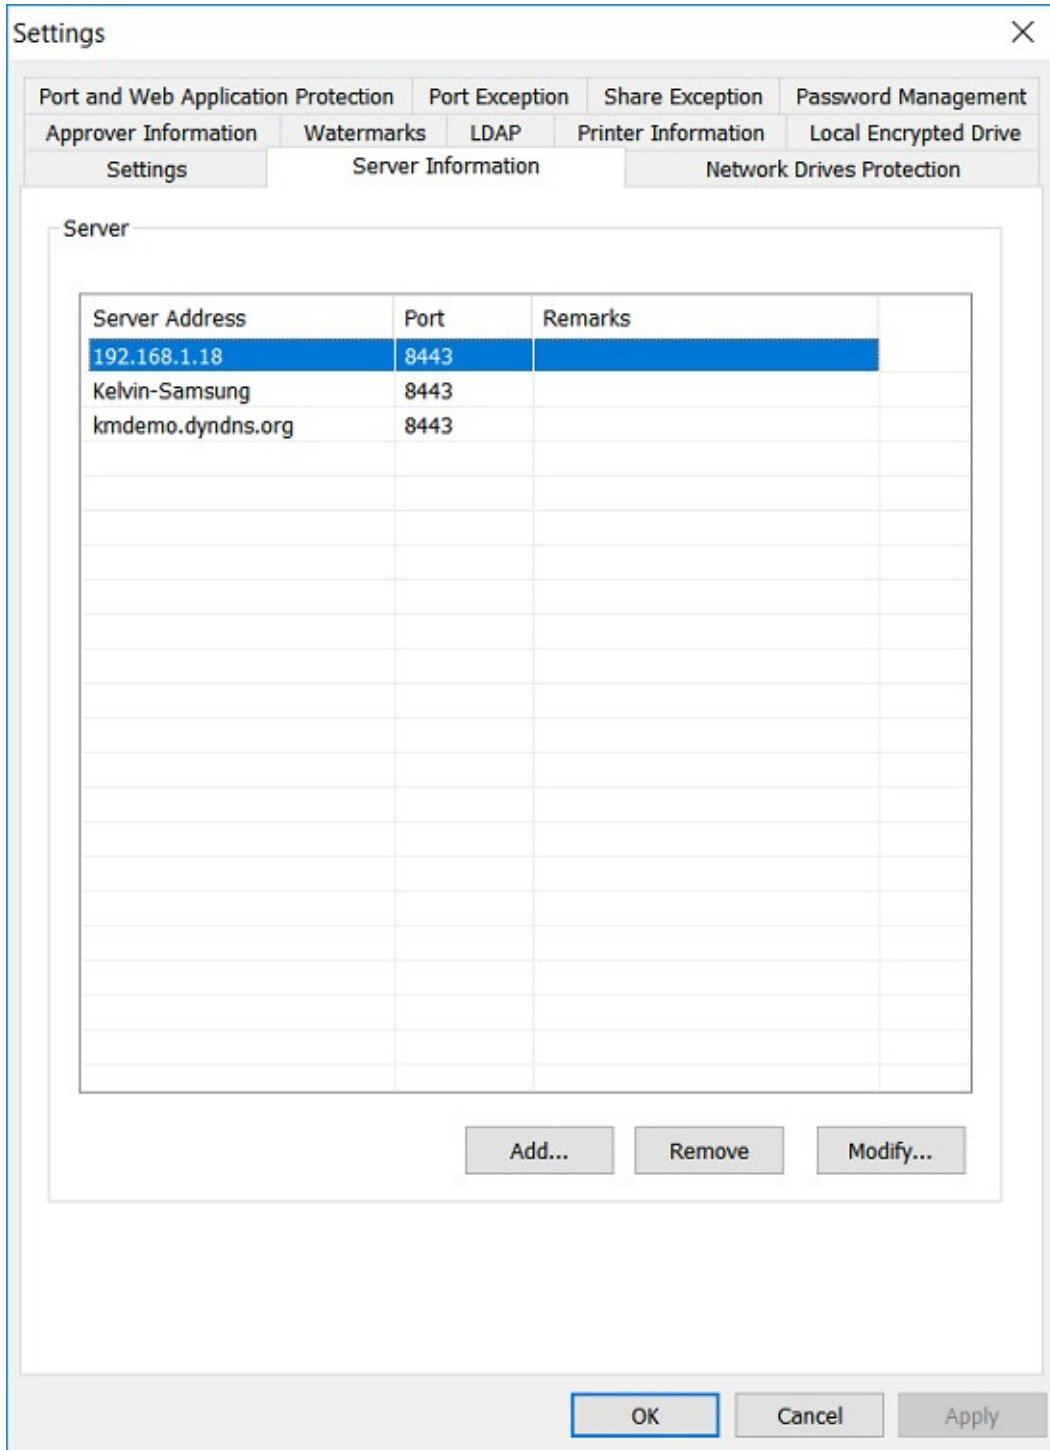 Settings
Port and Web Application Protection Port Exception Share Exception Password Management
Approver Information Watermarks LDAP Printer Information Local Encrypted Drive
Settings Server Information Network Drives Protection
Server
Server Address Port Remarks
192.168.1.18 8443
Kelvin-Samsung 8443
kmdemo.dyndns.org 8443
Add... Remove Modify...
OK Cancel Apply